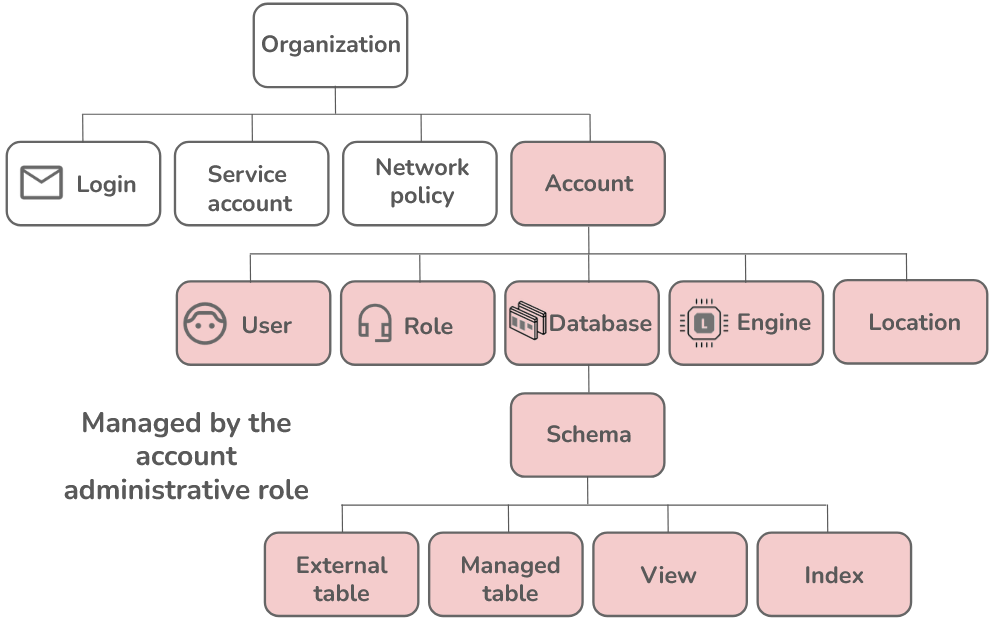 Organization
Login
Service
account
Network
policy
Account
User
Role
Database
L
Engine
Location
Managed by the
account
administrative role
Schema
External
table
Managed
table
View
Index